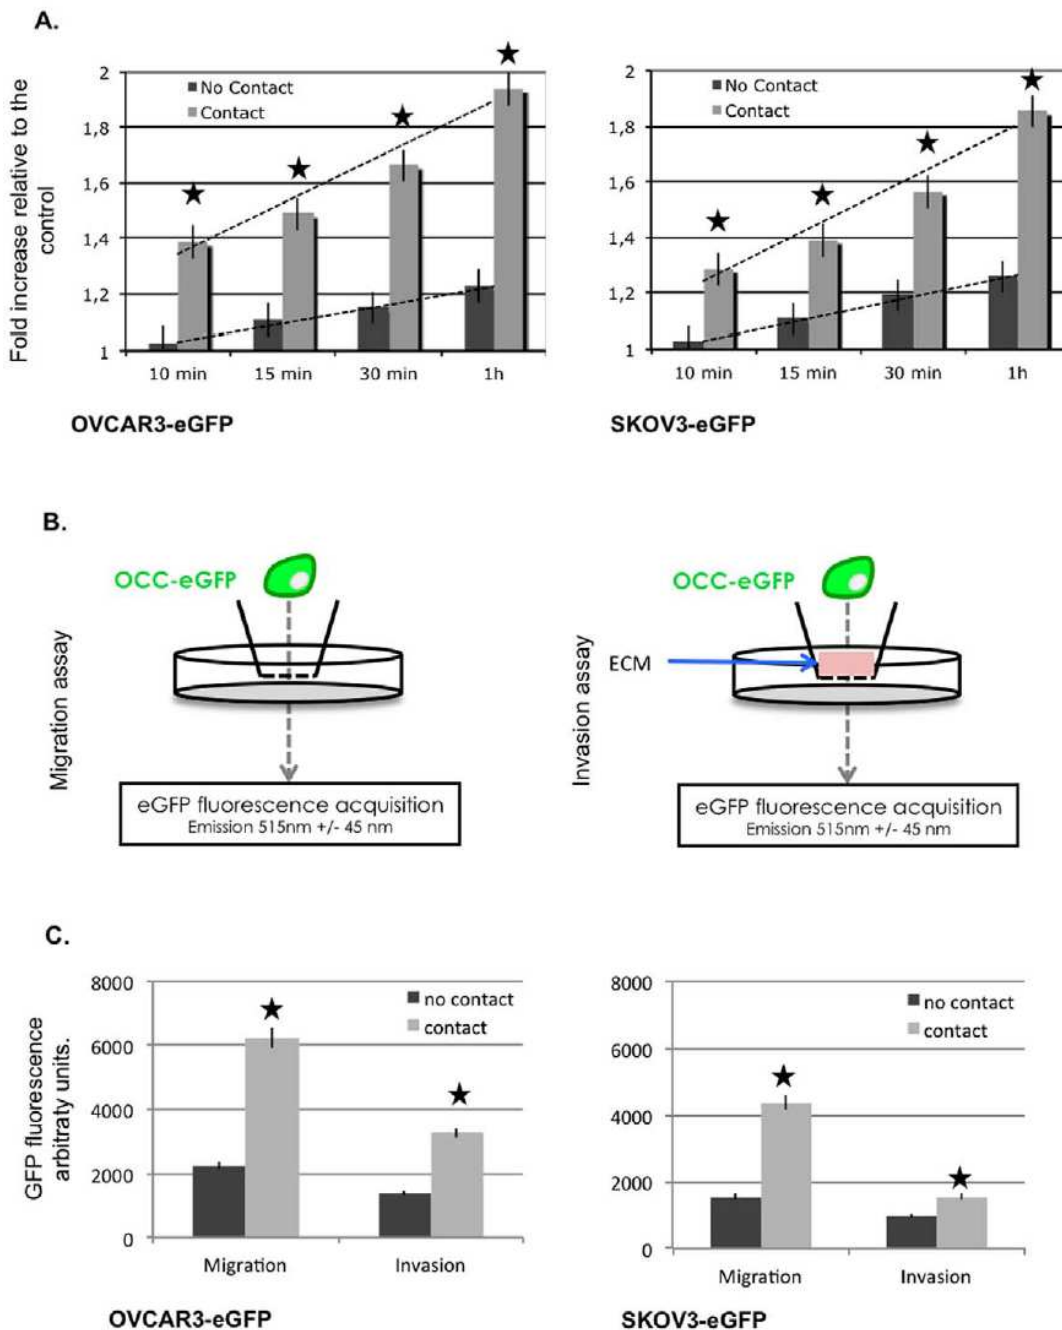 A.
Fold increase relative to the
control
2
1,8
1,6
1,4
1,2
1
No Contact
Contact
10 min
15 min
30 min
1h
OVCAR3-eGFP
2
1,8
1,6
1,4
1,2
1
No Contact
Contact
10 min
15 min
30 min
1h
SKOV3-eGFP
B.
Migration assay
OCC-eGFP
eGFP fluorescence acquisition
Emission 515nm +/- 45 nm
Invasion assay
OCC-eGFP
ECM
eGFP fluorescence acquisition
Emission 515nm +/- 45 nm
C.
GFP fluorescence
arbitraty units.
8000
6000
4000
2000
0
no contact
contact
Migration
Invasion
OVCAR3-eGFP
8000
6000
4000
2000
0
no contact
contact
Migration
Invasion
SKOV3-eGFP